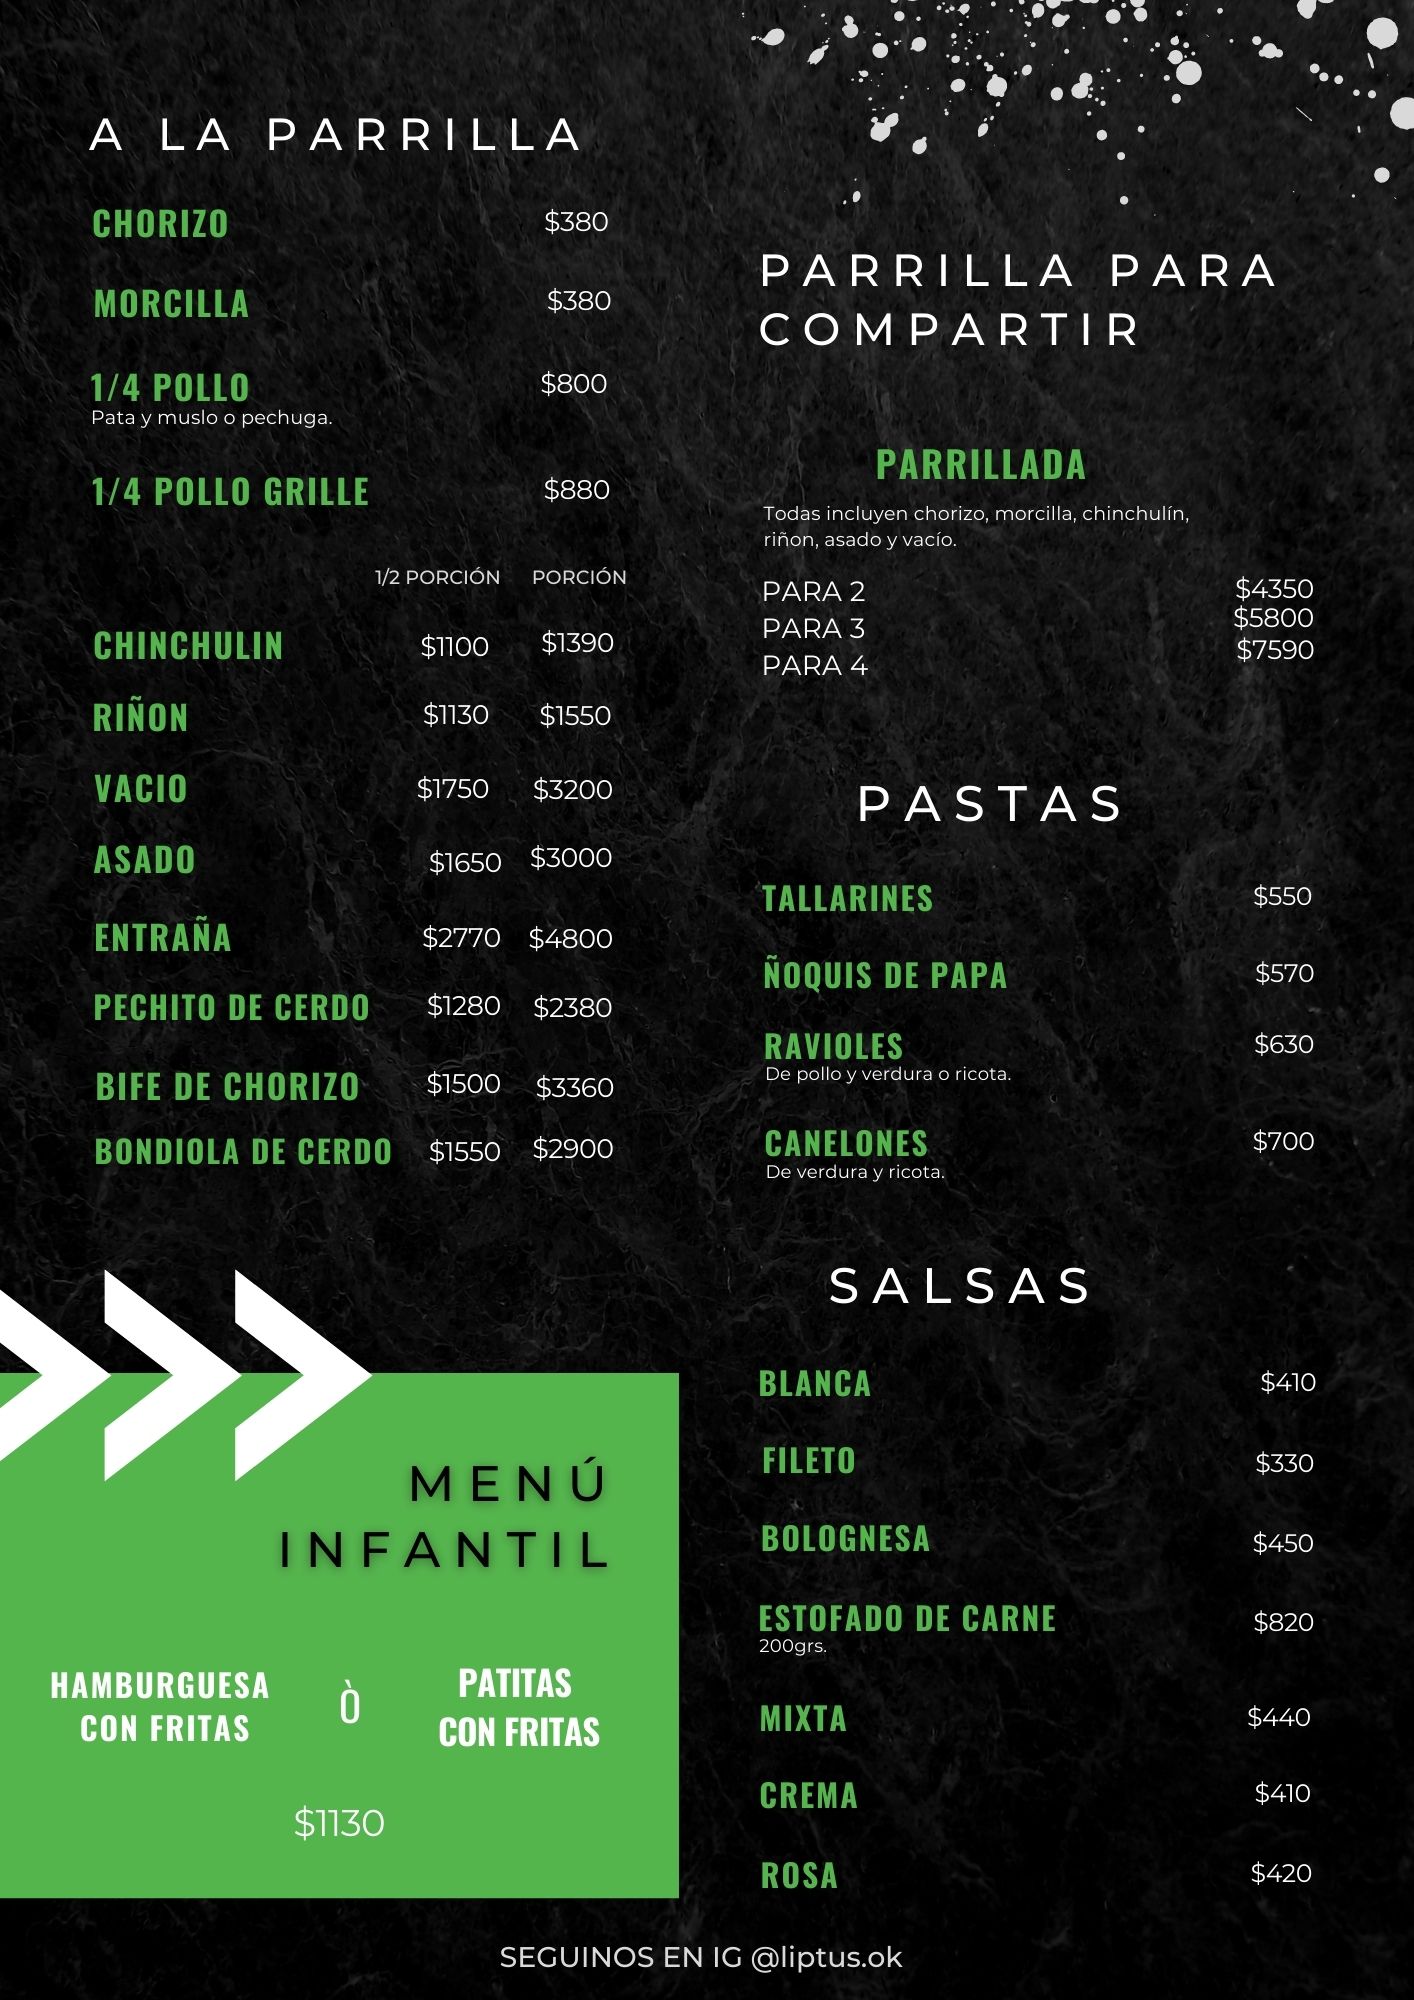 A LA PARRILLA
CHORIZO $380
MORCILLA $380
1/4 POLLO $800
Pata y muslo o pechuga.
1/4 POLLO GRILLE $880
1/2 PORCIÓN PORCIÓN
CHINCHULIN $1100 $1390
RIÑON $1130 $1550
VACIO $1750 $3200
ASADO $1650 $3000
ENTRAÑA $2770 $4800
PECHITO DE CERDO $1280 $2380
BIFE DE CHORIZO $1500 $3360
BONDIOLA DE CERDO $1550 $2900
MENÚ
INFANTIL
HAMBURGUESA
CON FRITAS
Ò
PATITAS
CON FRITAS
$1130
PARRILLA PARA
COMPARTIR
PARRILLADA
Todas incluyen chorizo, morcilla, chinchulín,
riñon, asado y vacío.
PARA 2 $4350
PARA 3 $5800
PARA 4 $7590
PASTAS
TALLARINES $550
ÑOQUIS DE PAPA $570
RAVIOLES $630
De pollo y verdura o ricota.
CANELONES $700
De verdura y ricota.
SALSAS
BLANCA $410
FILETO $330
BOLOGNESA $450
ESTOFADO DE CARNE $820
200grs.
MIXTA $440
CREMA $410
ROSA $420
SEGUINOS EN IG @liptus.ok